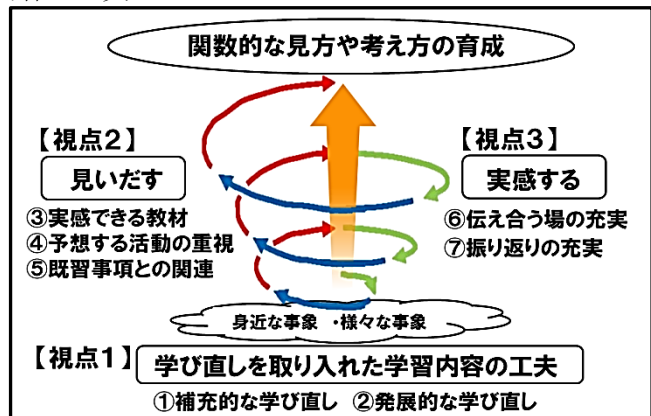 関数的な見方や考え方の育成
【視点2】
見いだす
③実感できる教材
④予想する活動の重視
⑤既習事項との関連
【視点3】
実感する
⑥伝え合う場の充実
⑦振り返りの充実
身近な事象・様々な事象
【視点1】
学び直しを取り入れた学習内容の工夫
①補充的な学び直し ②発展的な学び直し